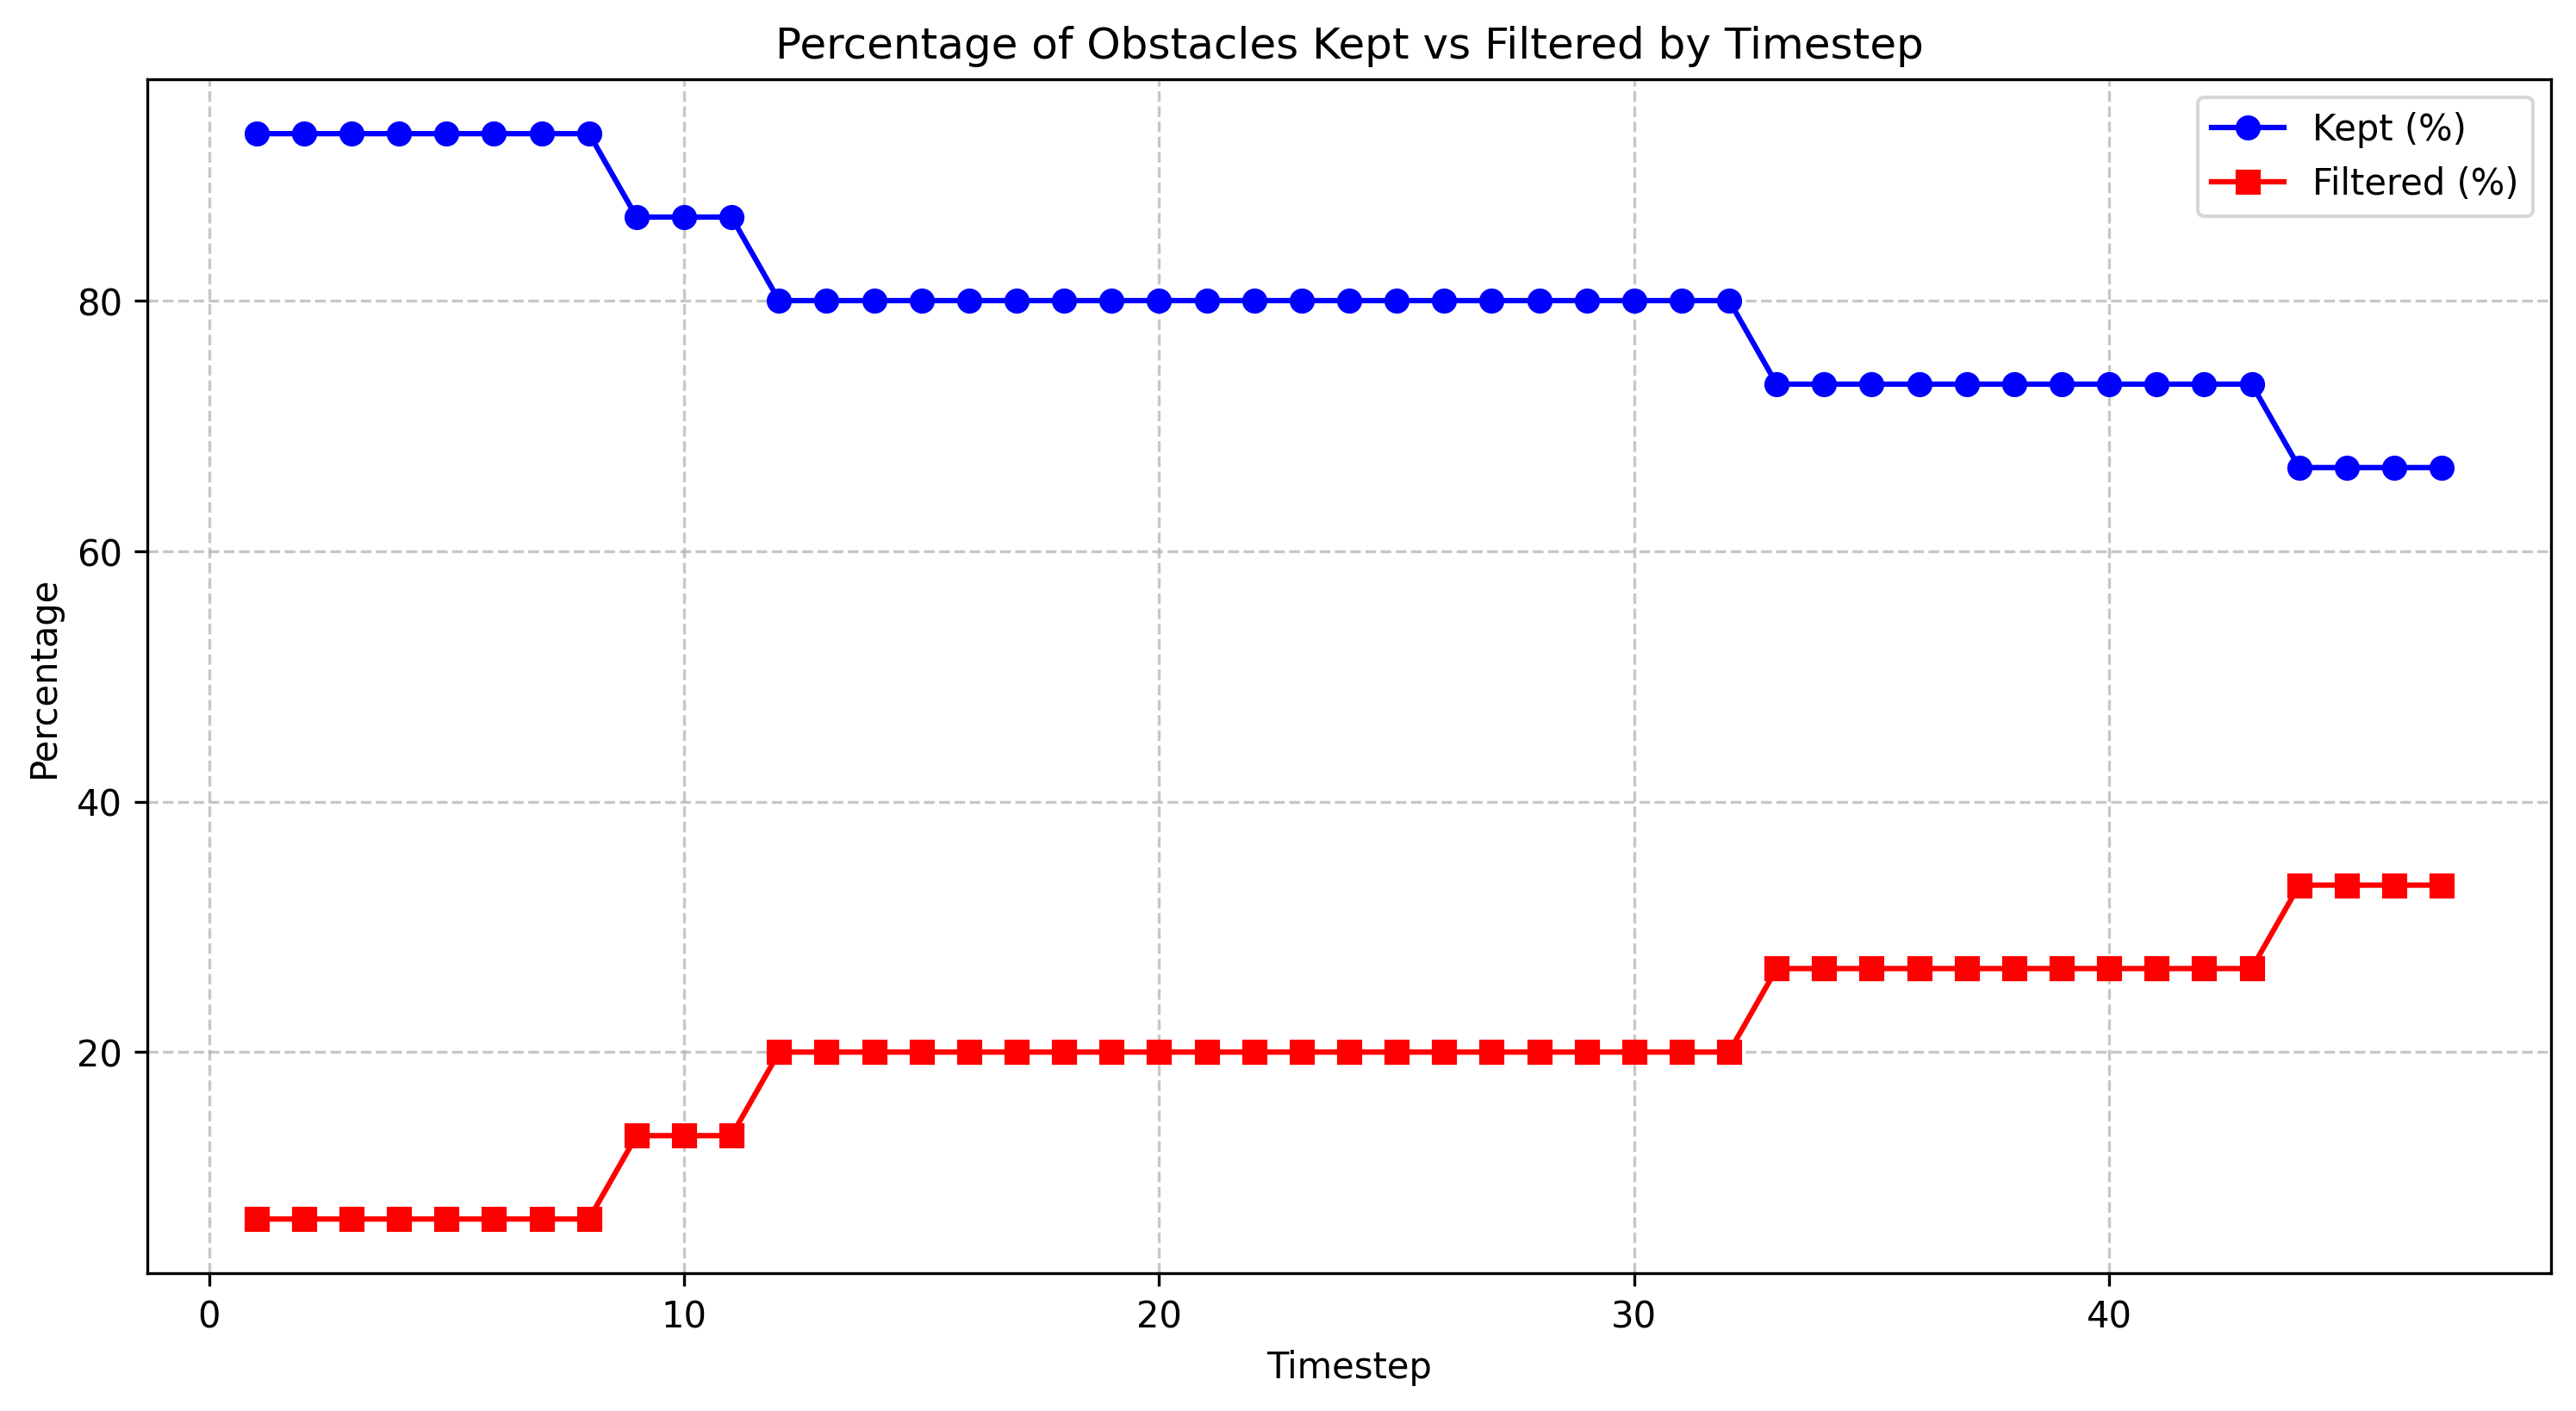 Percentage of Obstacles Kept vs Filtered by Timestep
Kept (%)
Filtered (%)
Percentage
80
60
40
20
0 10 20 30 40
Timestep